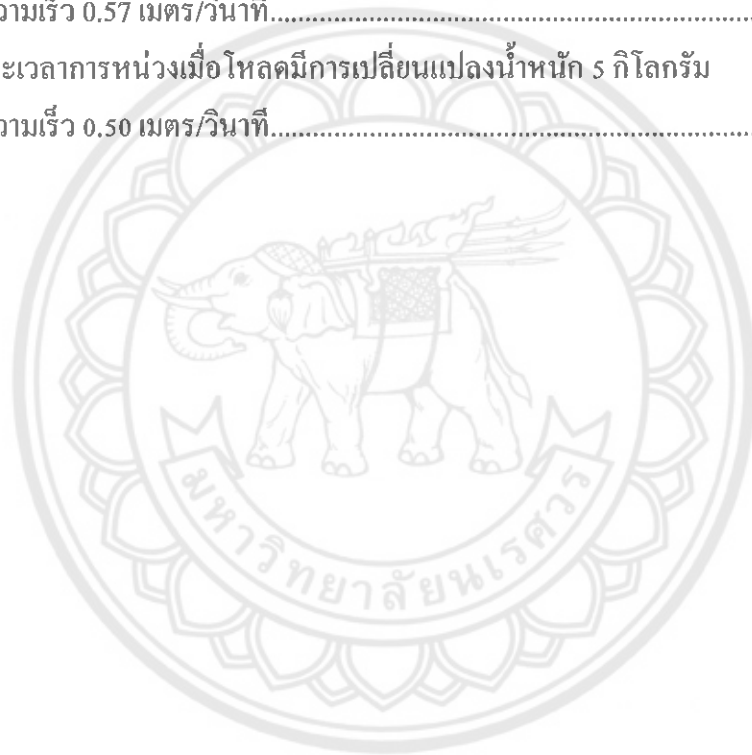 วามเร็ว 0.57 เมตร/วินาที
ะเวลาการหน่วงเมื่อโหลดมีการเปลี่ยนแปลงน้ำหนัก 5 กิโลกรัม
วามเร็ว 0.50 เมตร/วินาที
มหาวิทยาลัยนเรศวร